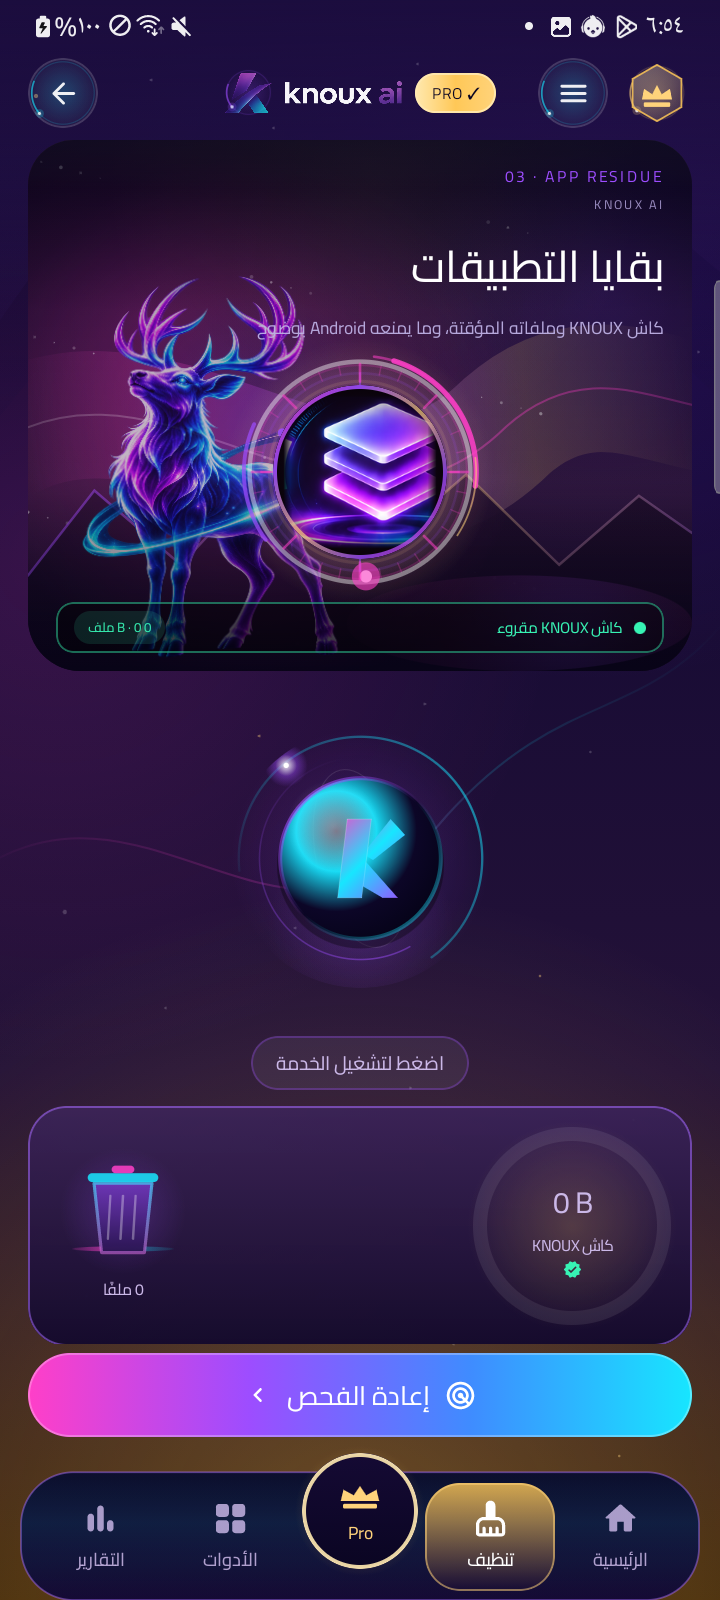 ٦:٥٤
%١٠٠
knoux ai
PRO ✓
03 · APP RESIDUE
KNOUX AI
بقايا التطبيقات
كاش KNOUX وملفاته المؤقتة، وما يمنعه Android بوضوح
كاش KNOUX مقروء
0 B · 0 ملف
K
اضغط لتشغيل الخدمة
0 B
كاش KNOUX
0 ملفًا
إعادة الفحص
الرئيسية
تنظيف
Pro
الأدوات
التقارير